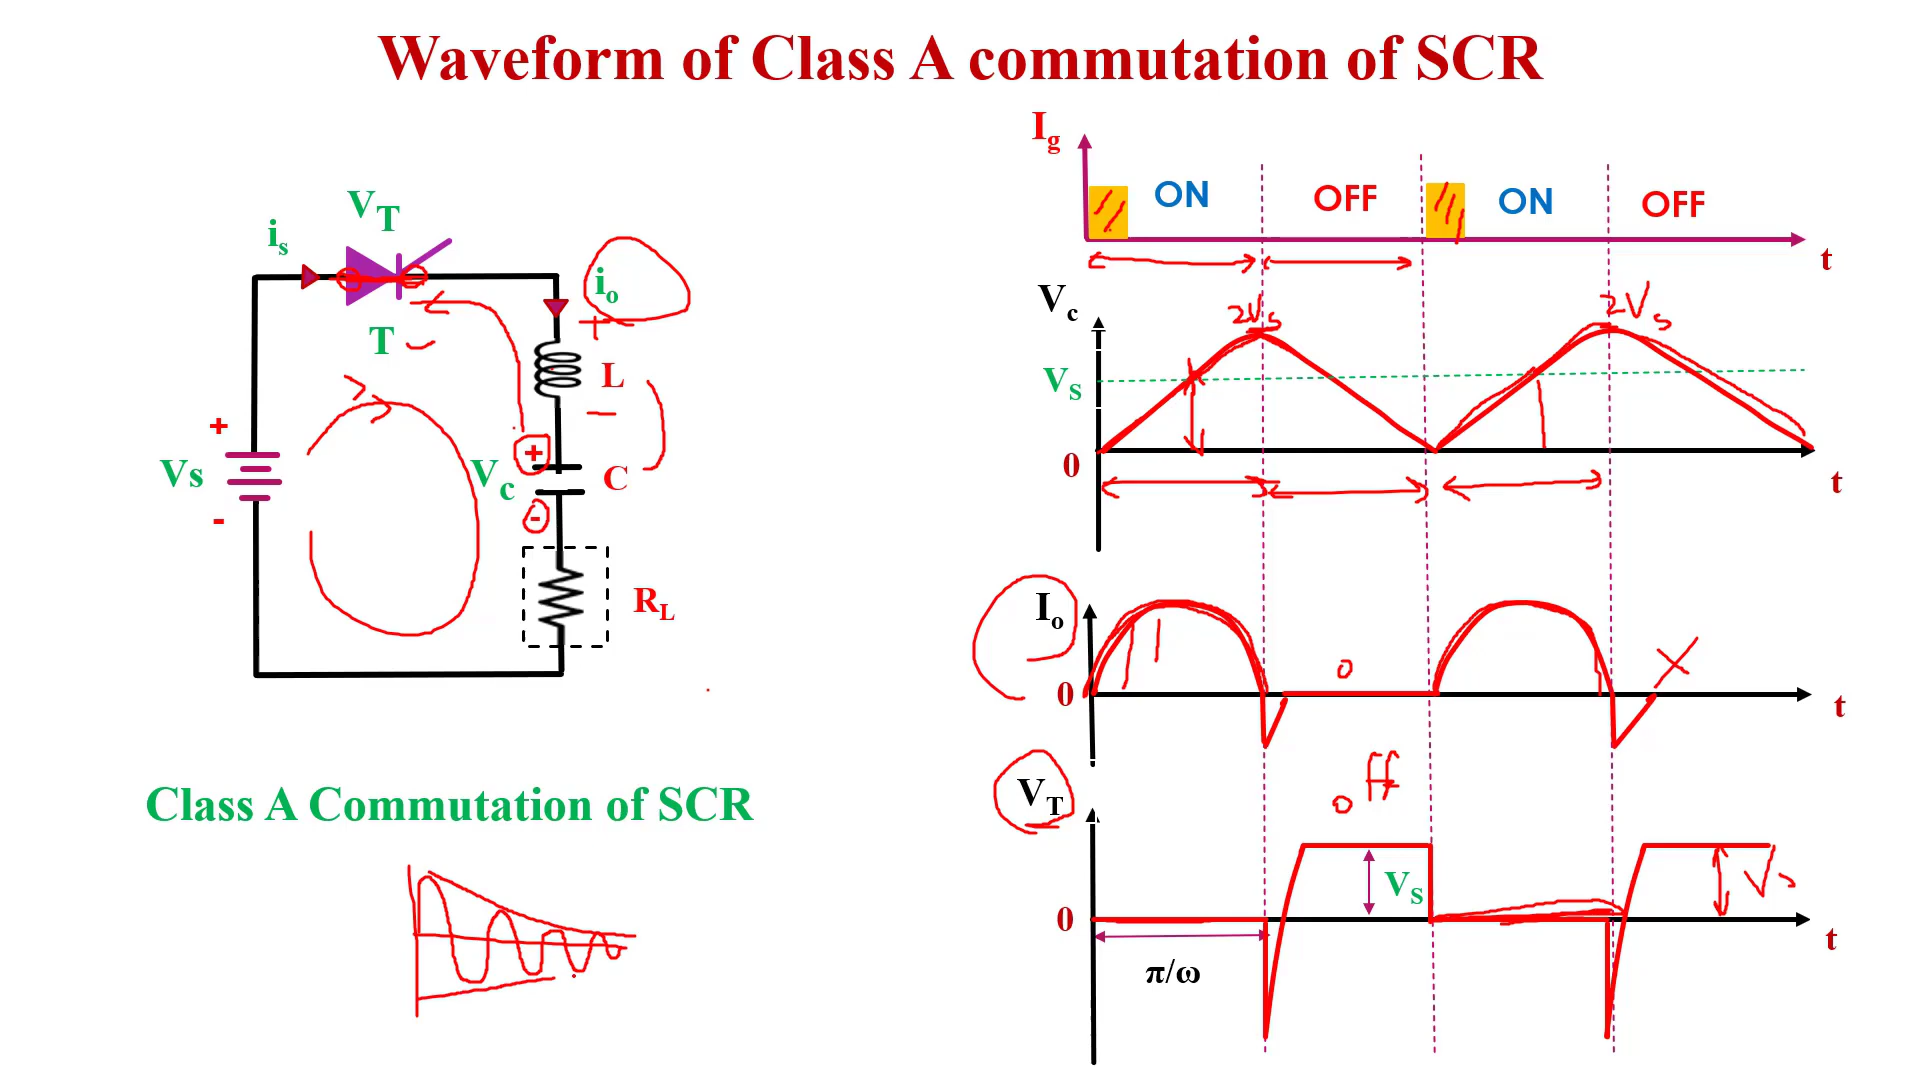 Waveform of Class A commutation of SCR
Ig
ON
OFF
ON
OFF
t
VT
is
io
T
+
-
L
+
Vs
+
-
Vc
C
-
RL
Class A Commutation of SCR
Vc
2Vs
2Vs
VS
0
t
Io
0
0
t
off
VT
VS
Vs
0
t
π/ω